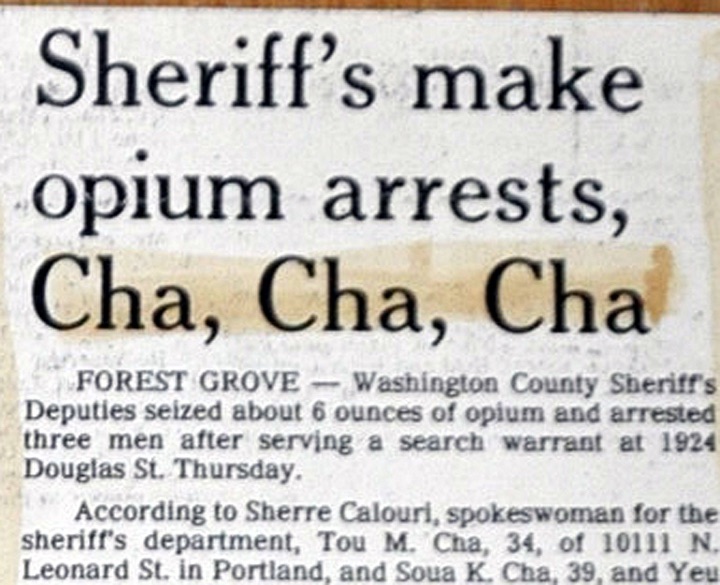 Sheriff's make
opium arrests,
Cha, Cha, Cha
FOREST GROVE — Washington County Sheriff's
Deputies seized about 6 ounces of opium and arrested
three men after serving a search warrant at 1924
Douglas St. Thursday.
According to Sherre Calouri, spokeswoman for the
sheriff's department, Tou M. Cha, 34, of 10111 N.
Leonard St. in Portland, and Soua K. Cha, 39, and Yeu